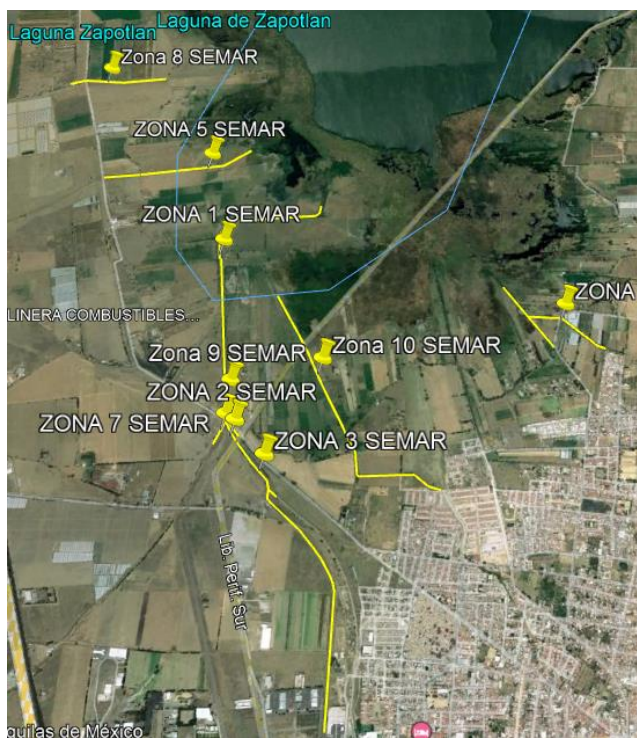 Laguna de Zapotlan
Laguna Zapotlan
Zona 8 SEMAR
ZONA 5 SEMAR
ZONA 1 SEMAR
ZONA
LINERA COMBUSTIBLES...
Zona 9 SEMAR
Zona 10 SEMAR
ZONA 2 SEMAR
ZONA 7 SEMAR
ZONA 3 SEMAR
Lib. Perif. Sur
quilas de México